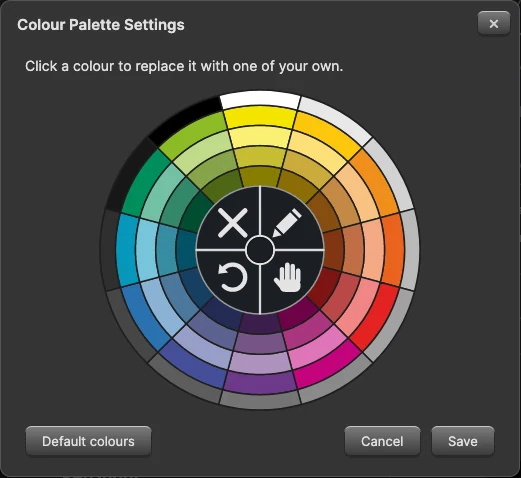 Colour Palette Settings
Click a colour to replace it with one of your own.
Default colours
Cancel
Save